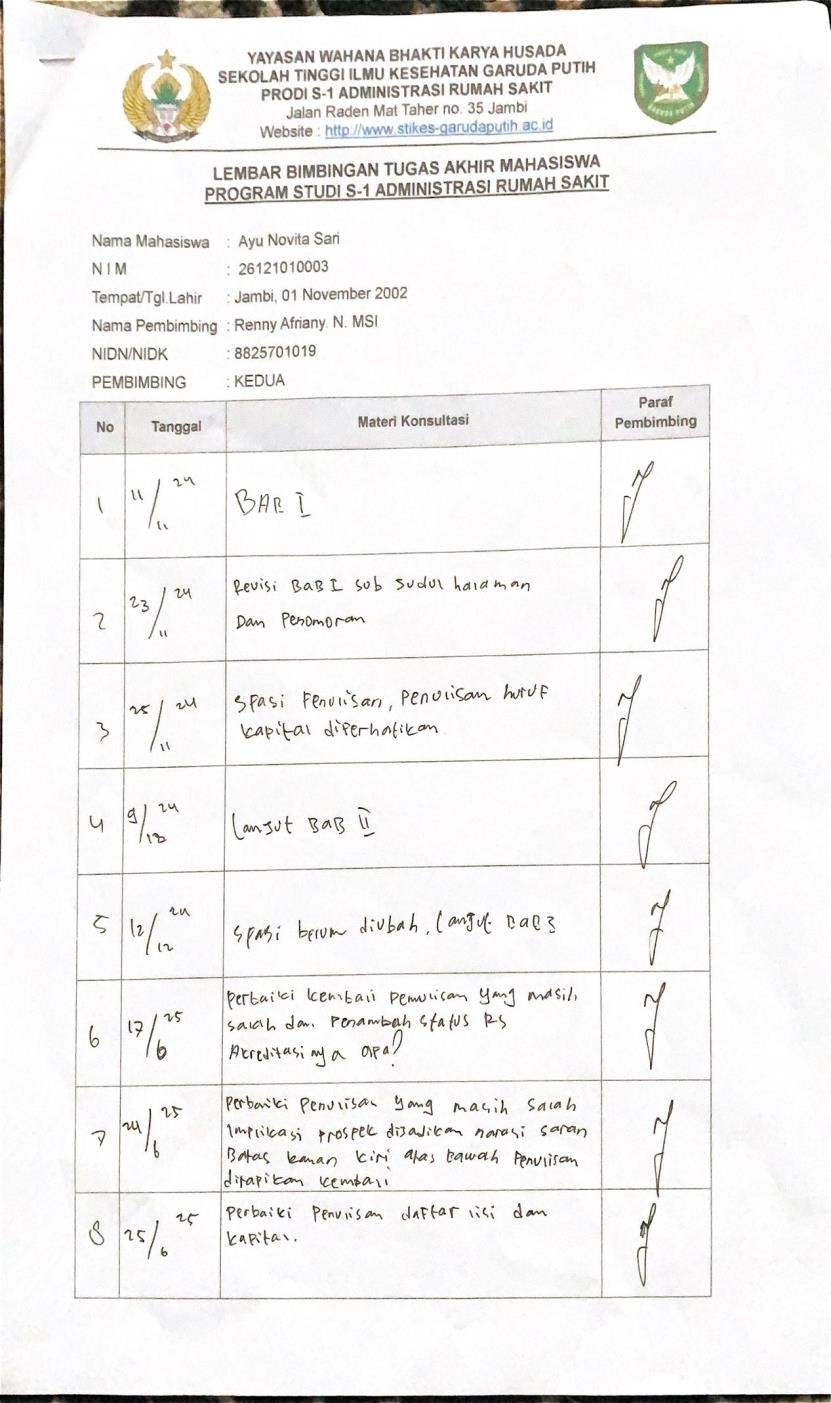 YAYASAN WAHANA BHAKTI KARYA HUSADA
SEKOLAH TINGGI ILMU KESEHATAN GARUDA PUTIH
PRODI S-1 ADMINISTRASI RUMAH SAKIT
Jalan Raden Mat Taher no. 35 Jambi
Website : http://www.stikes-garudaputih.ac.id
GARUDA PUTIH
LEMBAR BIMBINGAN TUGAS AKHIR MAHASISWA
PROGRAM STUDI S-1 ADMINISTRASI RUMAH SAKIT
Nama Mahasiswa : Ayu Novita Sari
N I M : 26121010003
Tempat/Tgl.Lahir : Jambi, 01 November 2002
Nama Pembimbing : Renny Afriany. N. MSI
NIDN/NIDK : 8825701019
PEMBIMBING : KEDUA
No Tanggal Materi Konsultasi Paraf Pembimbing
1 11/11 24 BAB I
2 23/11 24 Revisi BaB I sub Judul halaman
Dan Penomoran
3 25/11 24 Spasi Penulisan, Penulisan huruf
kapital diperhatikan
4 9/12 24 Lanjut BaB II
5 12/12 24 Spasi belum diubah, Lanjut BaB 3
6 17/6 25 Perbaiki kembali Penulisan yang masih
salah dan Penambah Status RS
Akreditasi nya apa?
7 24/6 25 Perbaiki Penulisan yang masih salah
Implikasi prospek dijadikan narasi saran
Batas kanan kiri atas bawah Penulisan
dirapikan kembali
8 25/6 25 Perbaiki Penulisan daftar isi dan
kapital.